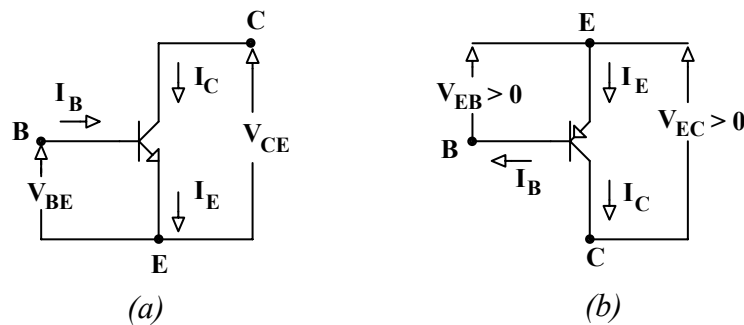 C
I_C
I_B
B
V_CE
V_BE
I_E
E
(a)
E
I_E
V_EB > 0
V_EC > 0
B
I_B
I_C
C
(b)